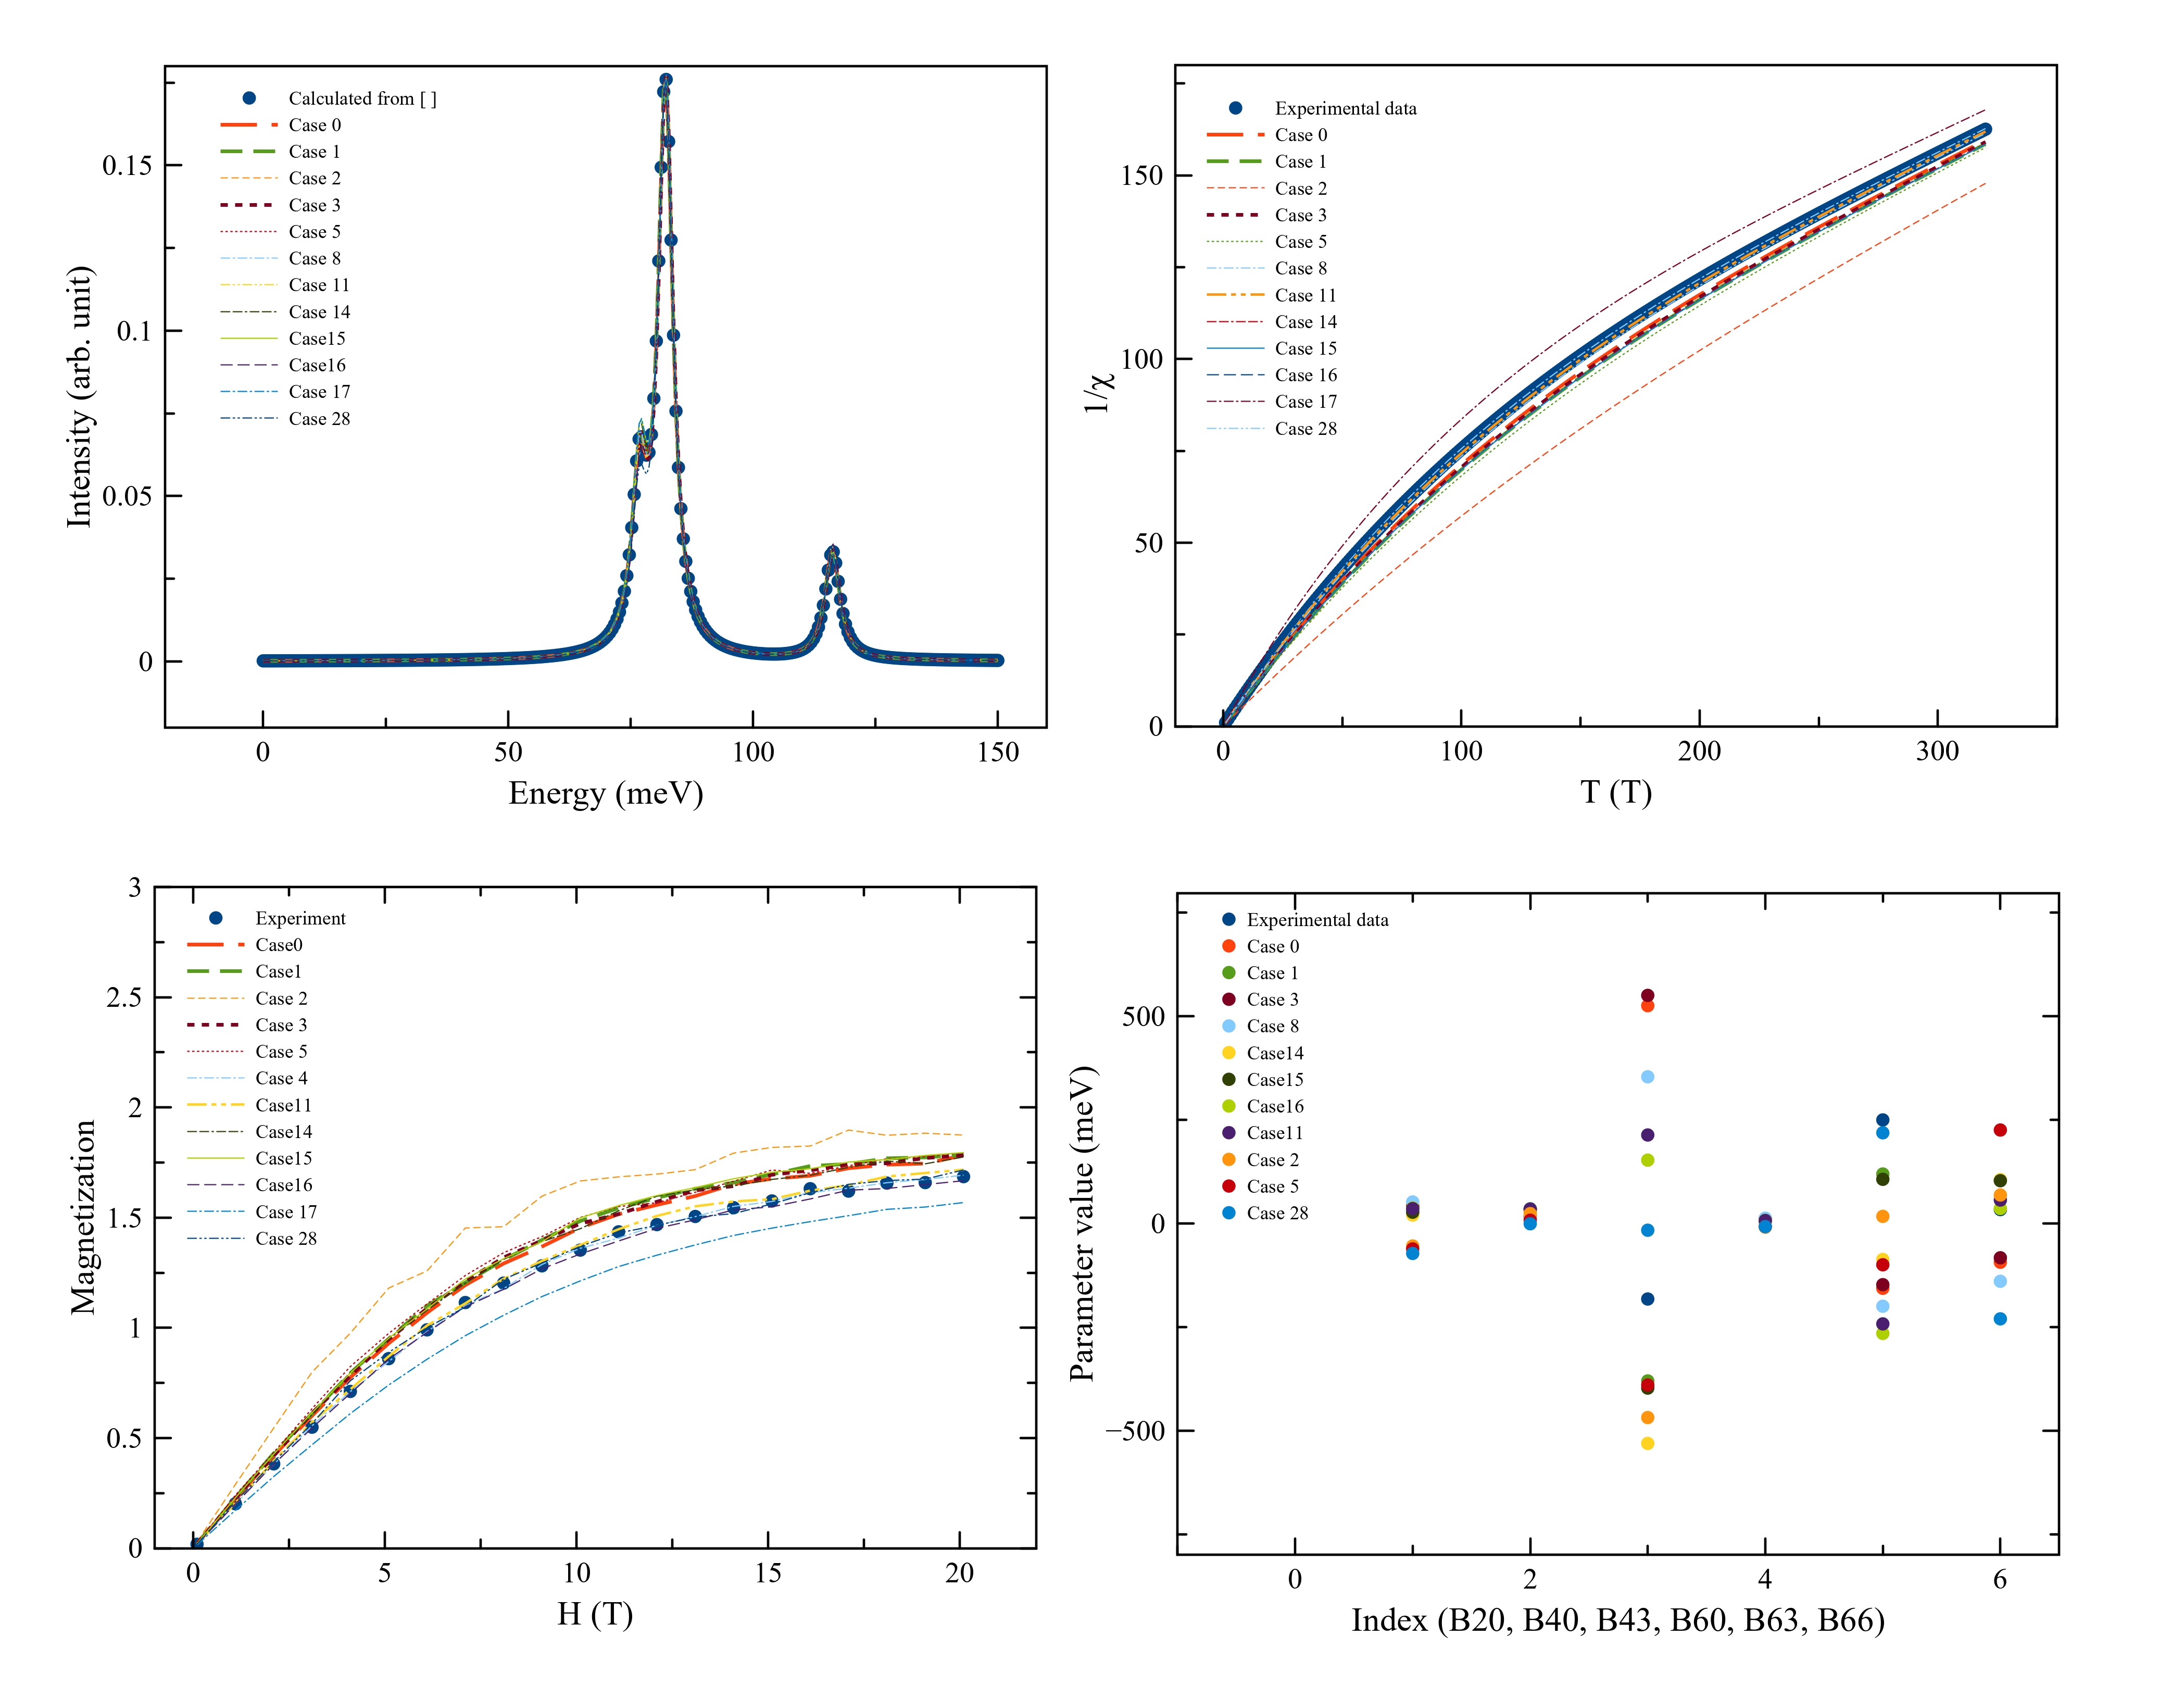 Calculated from [ ]
Case 0
Case 1
Case 2
Case 3
Case 5
Case 8
Case 11
Case 14
Case15
Case16
Case 17
Case 28
Intensity (arb. unit)
0.15
0.1
0.05
0
0 50 100 150
Energy (meV)
Experimental data
Case 0
Case 1
Case 2
Case 3
Case 5
Case 8
Case 11
Case 14
Case 15
Case 16
Case 17
Case 28
1/χ
150
100
50
0
0 100 200 300
T (T)
Experiment
Case0
Case1
Case 2
Case 3
Case 5
Case 4
Case11
Case14
Case15
Case16
Case 17
Case 28
Magnetization
3
2.5
2
1.5
1
0.5
0
0 5 10 15 20
H (T)
Experimental data
Case 0
Case 1
Case 3
Case 8
Case14
Case15
Case16
Case11
Case 2
Case 5
Case 28
Parameter value (meV)
500
0
−500
0 2 4 6
Index (B20, B40, B43, B60, B63, B66)